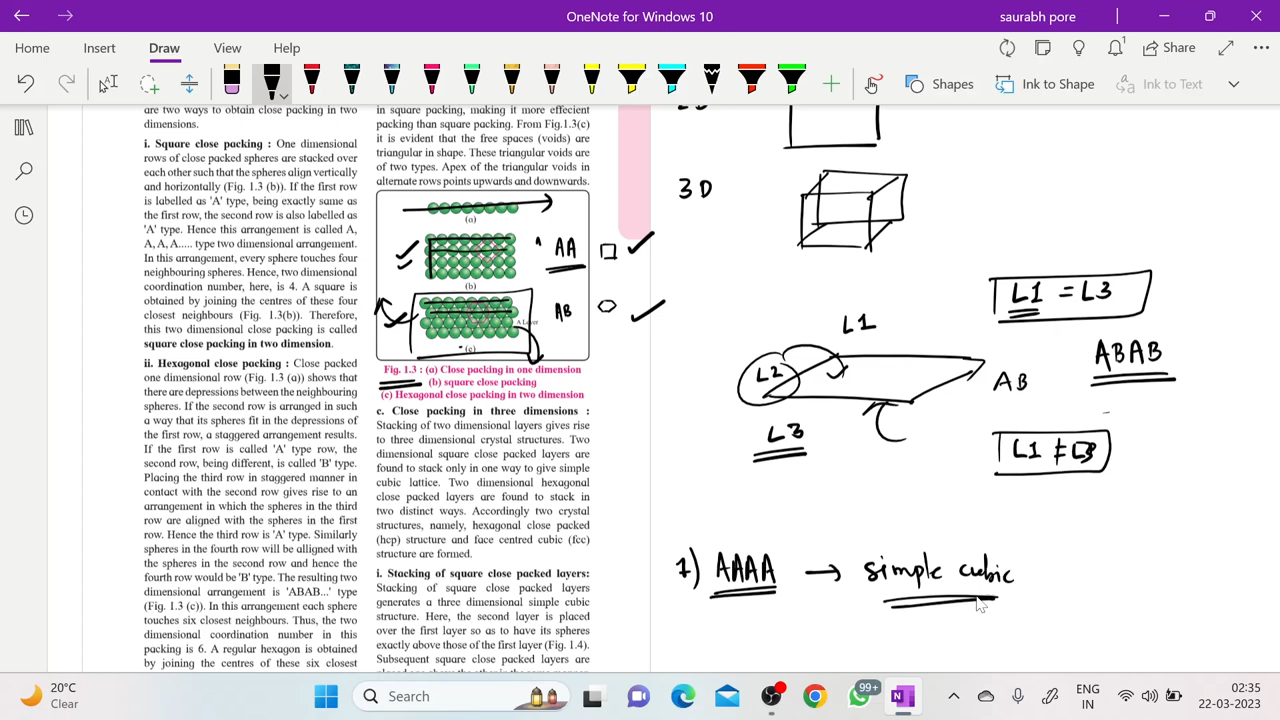 OneNote for Windows 10
saurabh pore
Home Insert Draw View Help
Share
Shapes
Ink to Shape
Ink to Text
are two ways to obtain close packing in two
dimensions.
i. Square close packing : One dimensional
rows of close packed spheres are stacked over
each other such that the spheres align vertically
and horizontally (Fig. 1.3 (b)). If the first row
is labelled as 'A' type, being exactly same as
the first row, the second row is also labelled as
'A' type. Hence this arrangement is called A,
A, A, A..... type two dimensional arrangement.
In this arrangement, every sphere touches four
neighbouring spheres. Hence, two dimensional
coordination number, here, is 4. A square is
obtained by joining the centres of these four
closest neighbours (Fig. 1.3(b)). Therefore,
this two dimensional close packing is called
square close packing in two dimension.
ii. Hexagonal close packing : Close packed
one dimensional row (Fig. 1.3 (a)) shows that
there are depressions between the neighbouring
spheres. If the second row is arranged in such
a way that its spheres fit in the depressions of
the first row, a staggered arrangement results.
If the first row is called 'A' type row, the
second row, being different, is called 'B' type.
Placing the third row in staggered manner in
contact with the second row gives rise to an
arrangement in which the spheres in the third
row are aligned with the spheres in the first
row. Hence the third row is 'A' type. Similarly
spheres in the fourth row will be alligned with
the spheres in the second row and hence the
fourth row would be 'B' type. The resulting two
dimensional arrangement is 'ABAB...' type
(Fig. 1.3 (c)). In this arrangement each sphere
touches six closest neighbours. Thus, the two
dimensional coordination number in this
packing is 6. A regular hexagon is obtained
by joining the centres of these six closest
in square packing, making it more effecient
packing than square packing. From Fig.1.3(c)
it is evident that the free spaces (voids) are
triangular in shape. These triangular voids are
of two types. Apex of the triangular voids in
alternate rows points upwards and downwards.
(a)
AA
(b)
AB
A Layer
(c)
Fig. 1.3 : (a) Close packing in one dimension
(b) square close packing
(c) Hexagonal close packing in two dimension
c. Close packing in three dimensions :
Stacking of two dimensional layers gives rise
to three dimensional crystal structures. Two
dimensional square close packed layers are
found to stack only in one way to give simple
cubic lattice. Two dimensional hexagonal
close packed layers are found to stack in
two distinct ways. Accordingly two crystal
structures, namely, hexagonal close packed
(hcp) structure and face centred cubic (fcc)
structure are formed.
i. Stacking of square close packed layers:
Stacking of square close packed layers
generates a three dimensional simple cubic
structure. Here, the second layer is placed
over the first layer so as to have its spheres
exactly above those of the first layer (Fig. 1.4).
Subsequent square close packed layers are
3D
L1 = L3
L1
ABAB
L2
AB
L3
L1 ≠ L3
1) AAAA → simple cubic
20°C
Clear
Search
99+
ENG
IN
02:35
22-03-2023